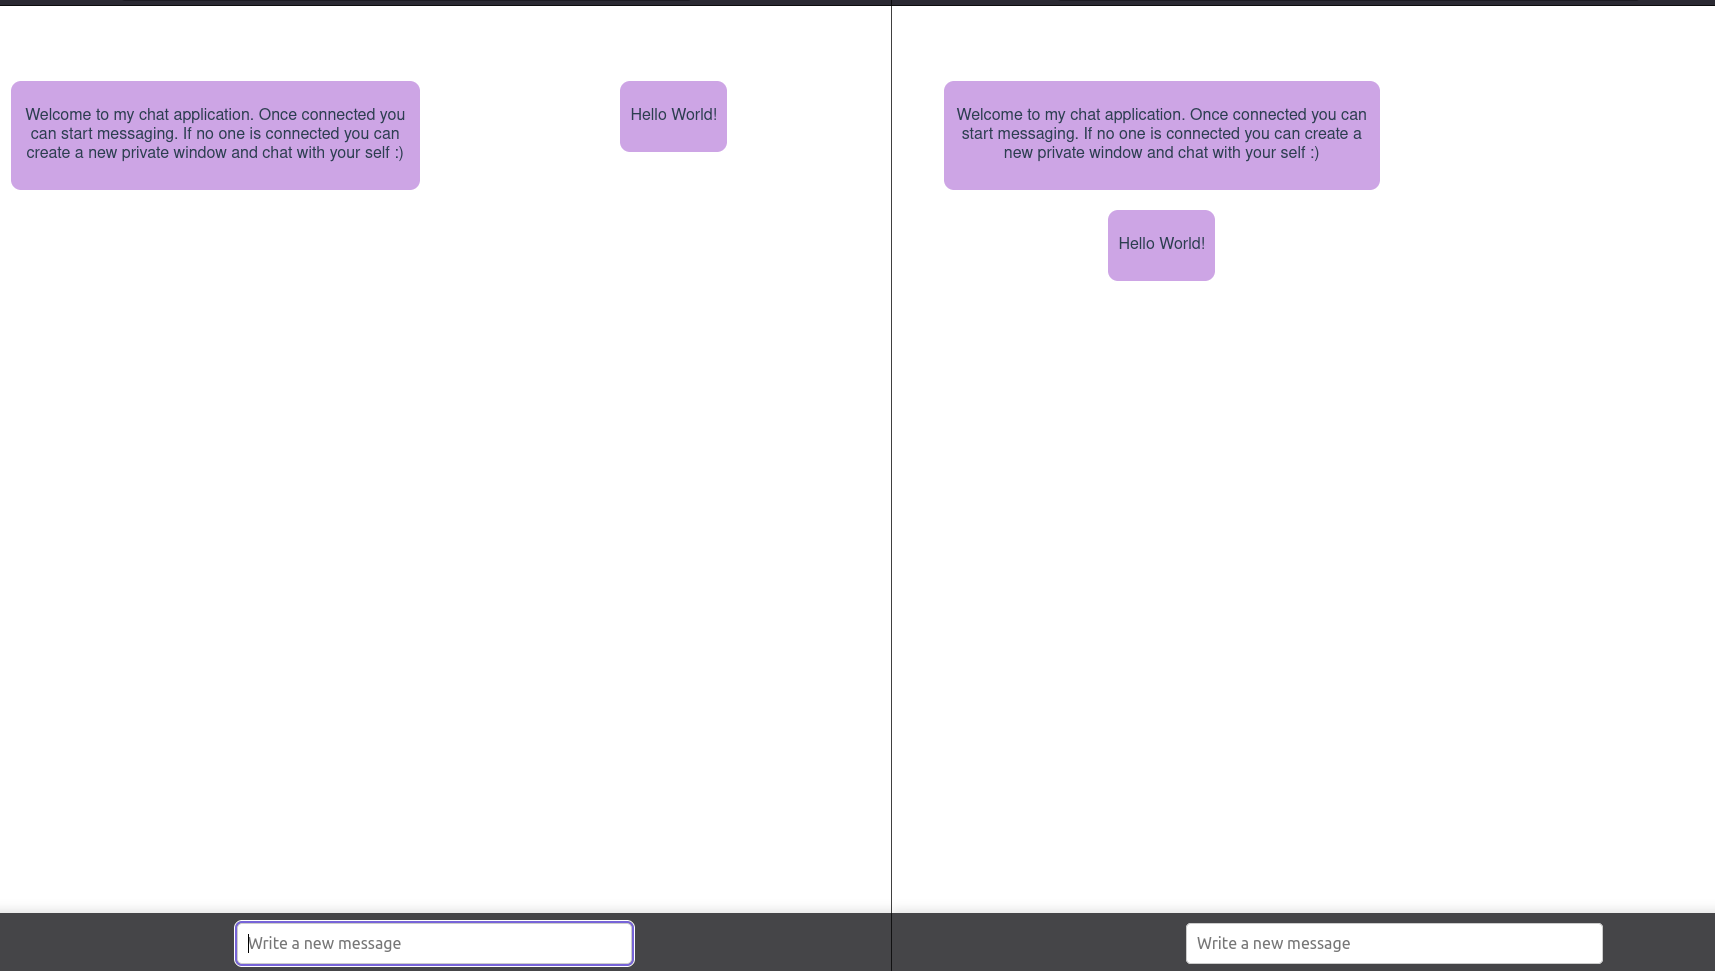 Welcome to my chat application. Once connected you
can start messaging. If no one is connected you can
create a new private window and chat with your self :)
Hello World!
Write a new message
Welcome to my chat application. Once connected you can
start messaging. If no one is connected you can create a
new private window and chat with your self :)
Hello World!
Write a new message